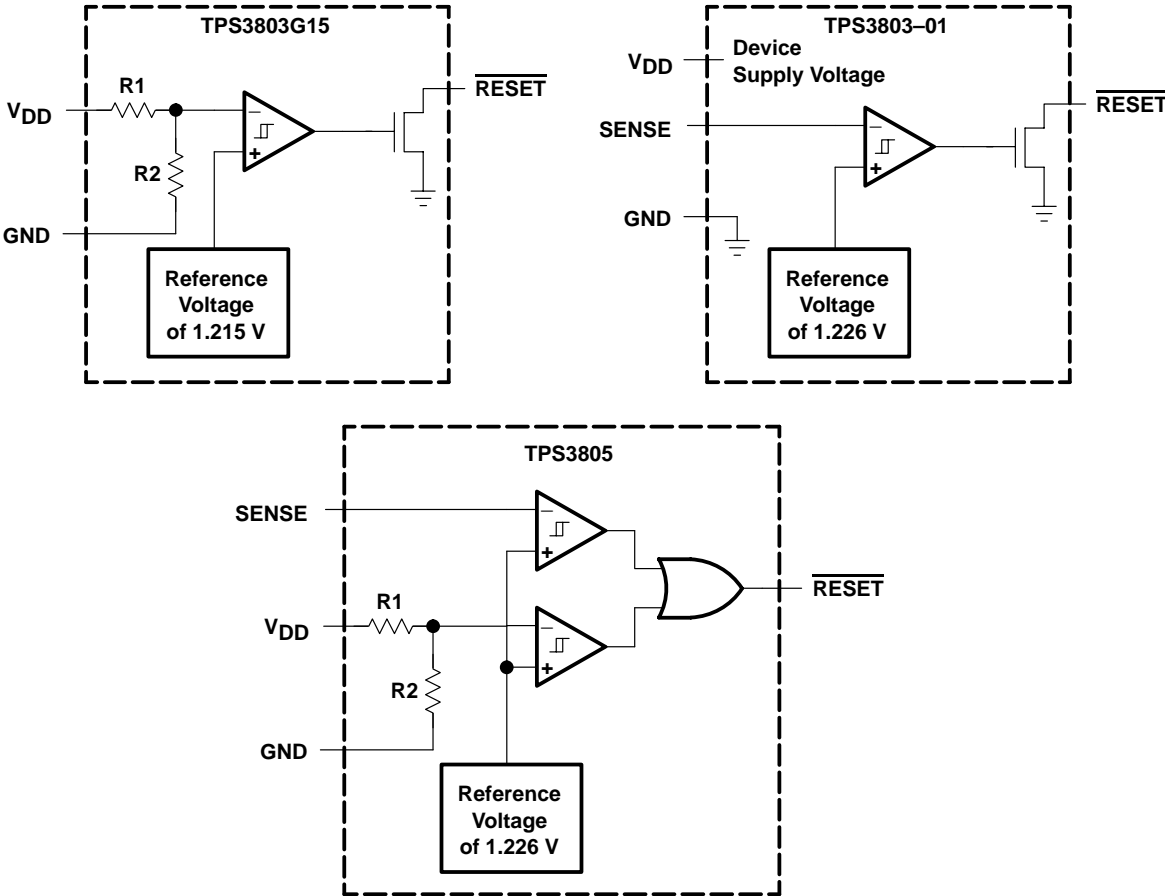 TPS3803G15
R1
VDD
R2
GND
−
+
RESET
Reference
Voltage
of 1.215 V
TPS3803–01
VDD
Device
Supply Voltage
SENSE
GND
−
+
RESET
Reference
Voltage
of 1.226 V
TPS3805
SENSE
−
+
R1
VDD
−
+
R2
GND
RESET
Reference
Voltage
of 1.226 V